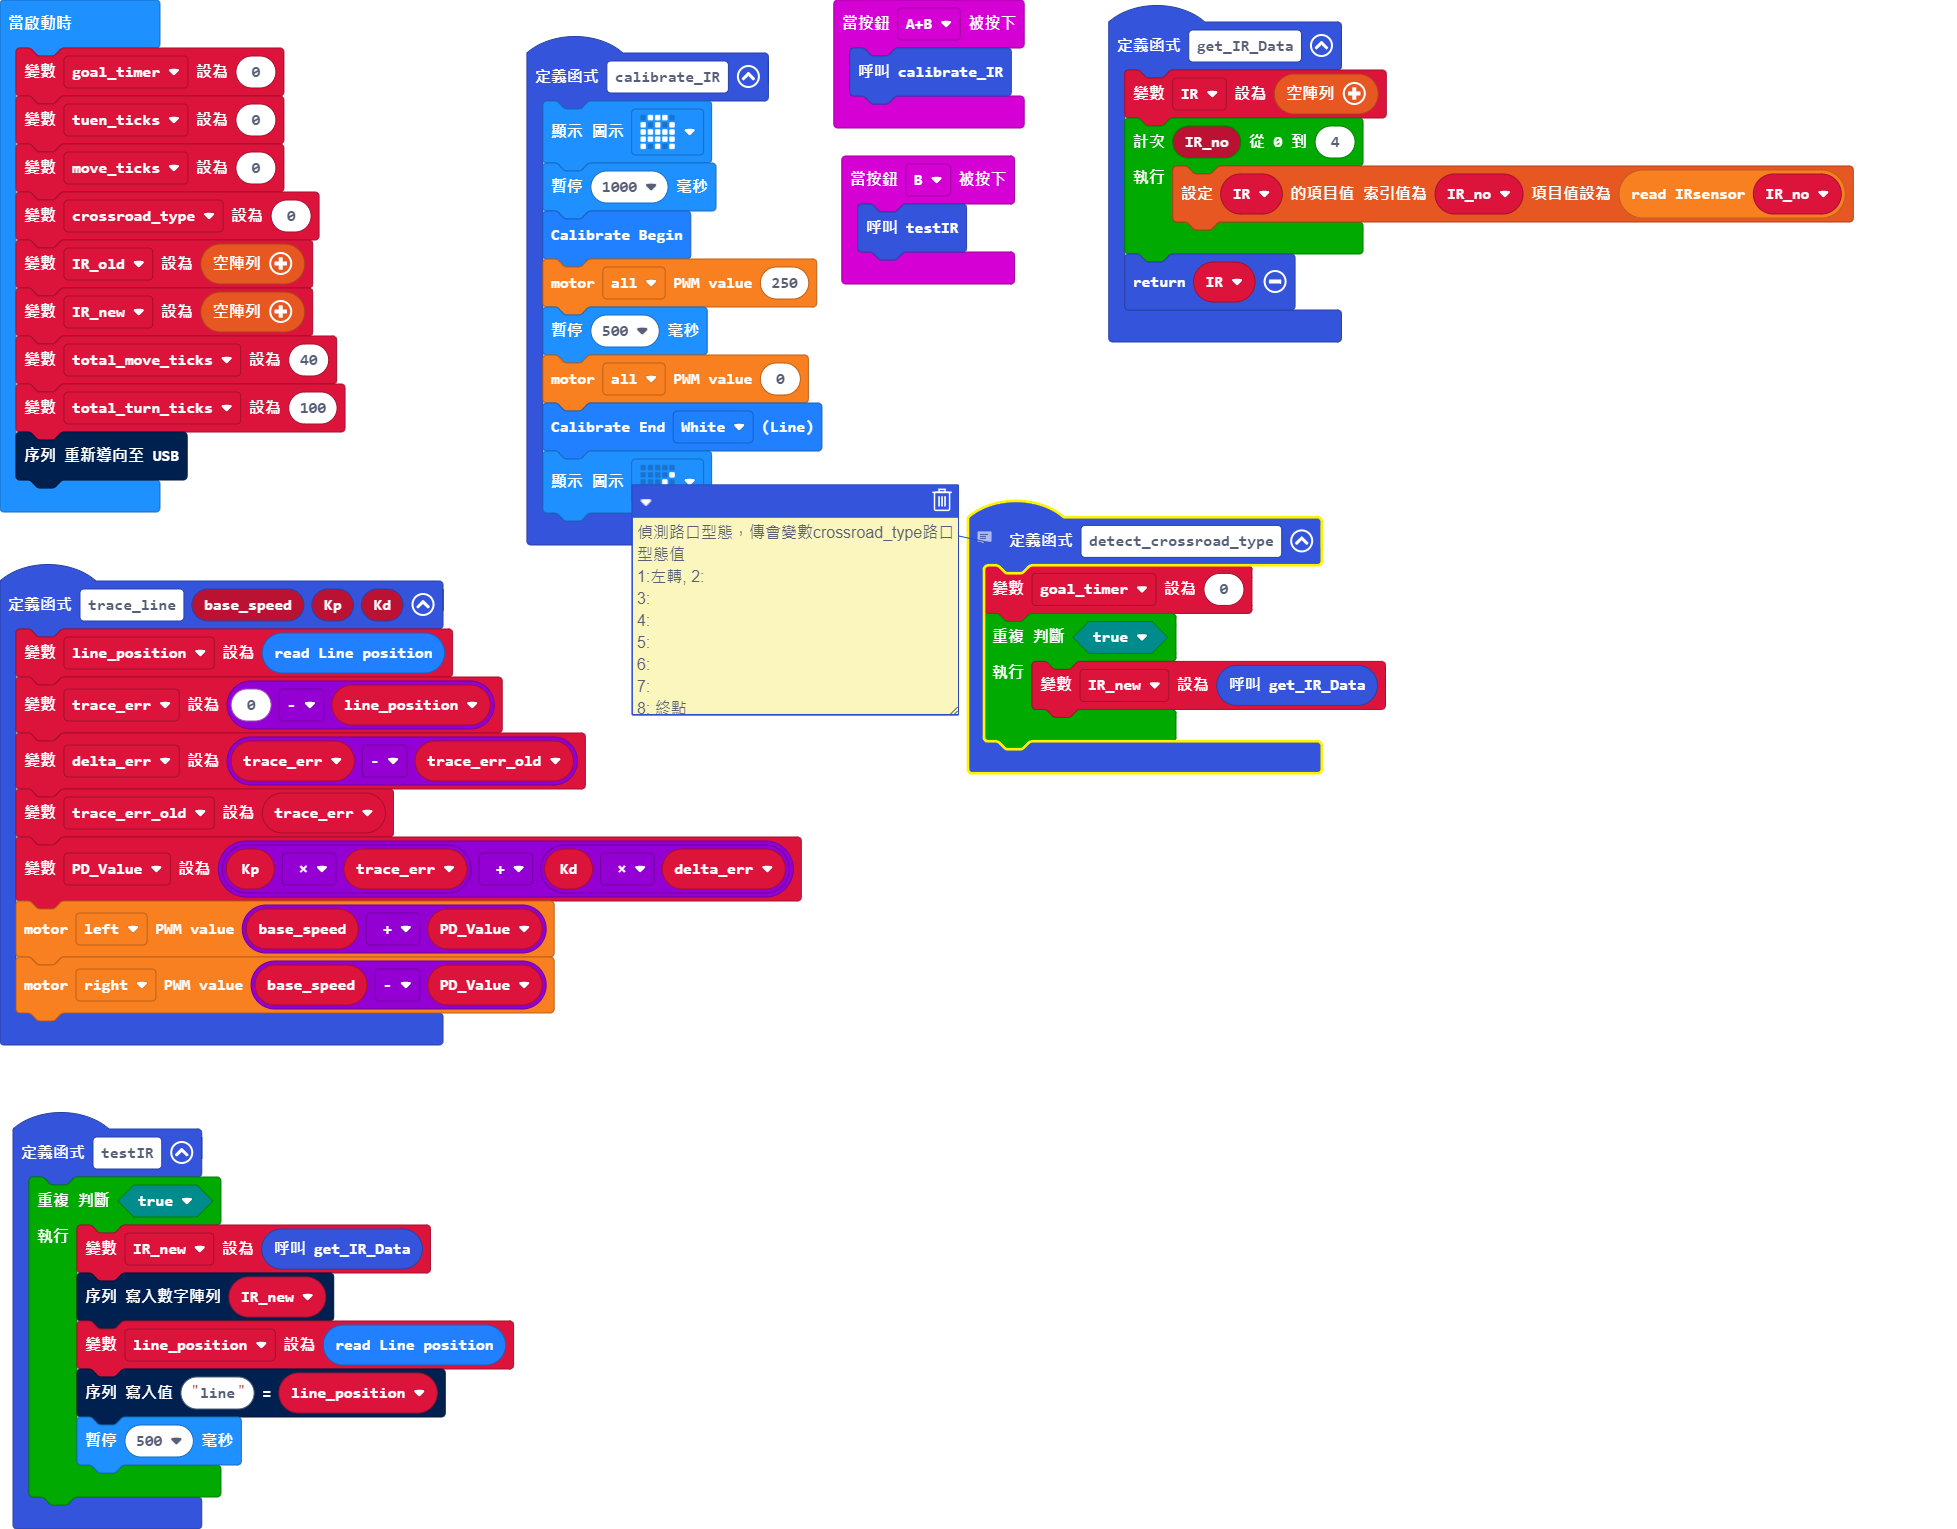 當啟動時
變數 goal_timer 設為 0
變數 tuen_ticks 設為 0
變數 move_ticks 設為 0
變數 crossroad_type 設為 0
變數 IR_old 設為 空陣列
變數 IR_new 設為 空陣列
變數 total_move_ticks 設為 40
變數 total_turn_ticks 設為 100
序列 重新導向至 USB
定義函式 calibrate_IR
顯示 圖示
暫停 1000 毫秒
Calibrate Begin
motor all PWM value 250
暫停 500 毫秒
motor all PWM value 0
Calibrate End White (Line)
顯示 圖示
當按鈕 A+B 被按下
呼叫 calibrate_IR
當按鈕 B 被按下
呼叫 testIR
定義函式 get_IR_Data
變數 IR 設為 空陣列
計次 IR_no 從 0 到 4
執行
設定 IR 的項目值 索引值為 IR_no 項目值設為 read IRsensor IR_no
return IR
偵測路口型態，傳會變數crossroad_type路口
型態值
1:左轉, 2:
3:
4:
5:
6:
7:
8: 終點
定義函式 detect_crossroad_type
變數 goal_timer 設為 0
重複 判斷 true
執行
變數 IR_new 設為 呼叫 get_IR_Data
定義函式 trace_line base_speed Kp Kd
變數 line_position 設為 read Line position
變數 trace_err 設為 0 - line_position
變數 delta_err 設為 trace_err - trace_err_old
變數 trace_err_old 設為 trace_err
變數 PD_Value 設為 Kp × trace_err + Kd × delta_err
motor left PWM value base_speed + PD_Value
motor right PWM value base_speed - PD_Value
定義函式 testIR
重複 判斷 true
執行
變數 IR_new 設為 呼叫 get_IR_Data
序列 寫入數字陣列 IR_new
變數 line_position 設為 read Line position
序列 寫入值 "line" = line_position
暫停 500 毫秒